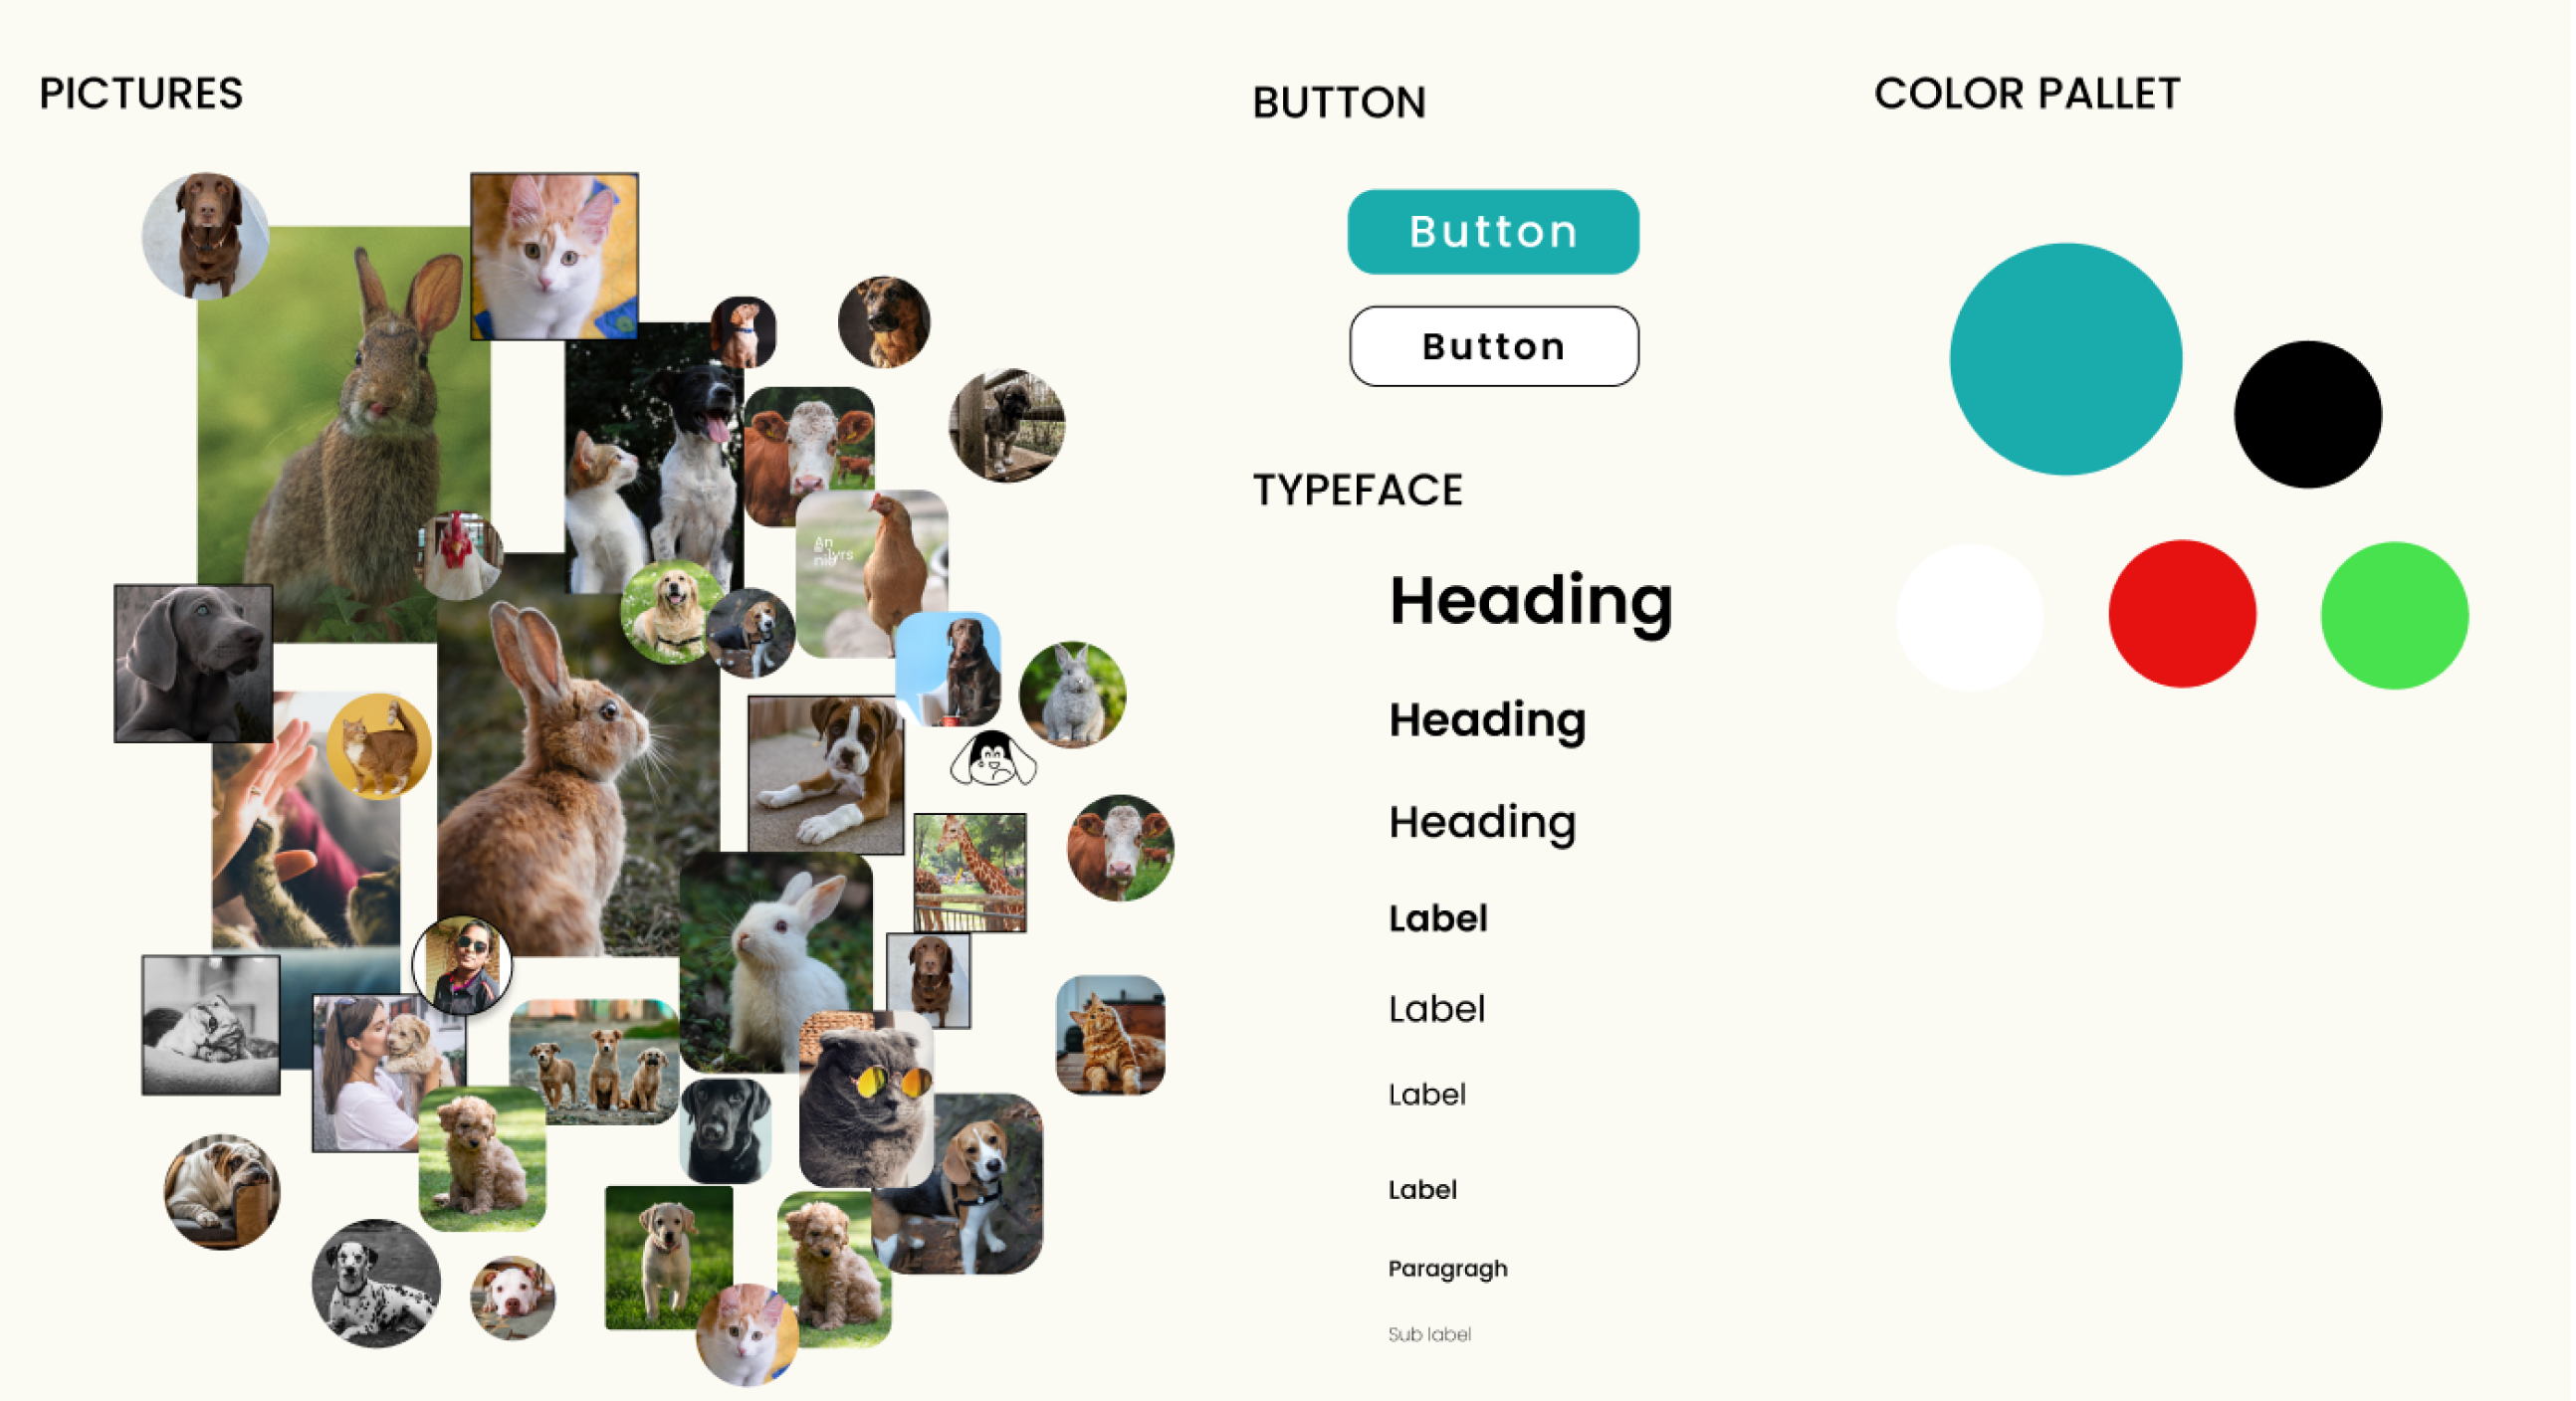 PICTURES
BUTTON
COLOR PALLET
Button
Button
TYPEFACE
Heading
Heading
Heading
Label
Label
Label
Label
Paragragh
Sub label